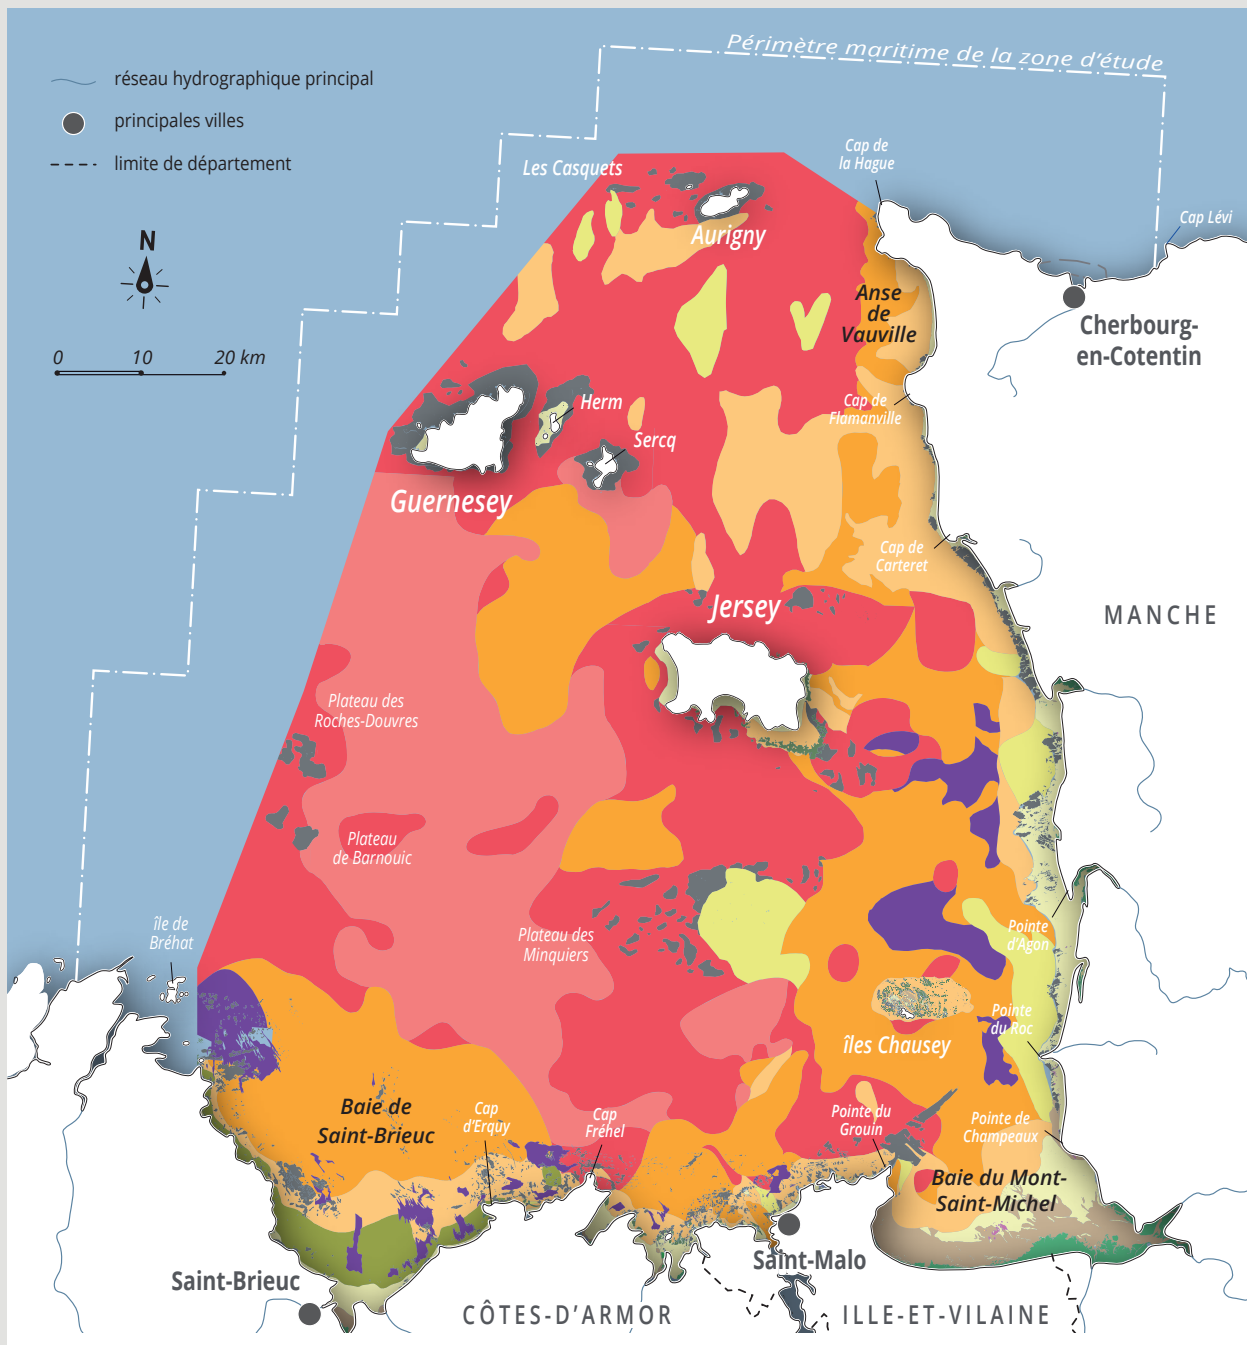 Périmètre maritime de la zone d'étude
réseau hydrographique principal
principales villes
limite de département
N
0 10 20 km
Les Casquets
Cap de
la Hague
Cap Lévi
Aurigny
Anse
de
Vauville
Cherbourg-
en-Cotentin
Herm
Cap de
Flamanville
Sercq
Guernesey
Cap de
Carteret
Jersey
MANCHE
Plateau des
Roches-Douvres
Plateau
de Barnouic
île de
Bréhat
Plateau des
Minquiers
Pointe
d'Agon
Pointe
du Roc
îles Chausey
Baie de
Saint-Brieuc
Cap
d'Erquy
Cap
Fréhel
Pointe du
Grouin
Pointe de
Champeaux
Baie du Mont-
Saint-Michel
Saint-Malo
Saint-Brieuc
CÔTES-D'ARMOR
ILLE-ET-VILAINE